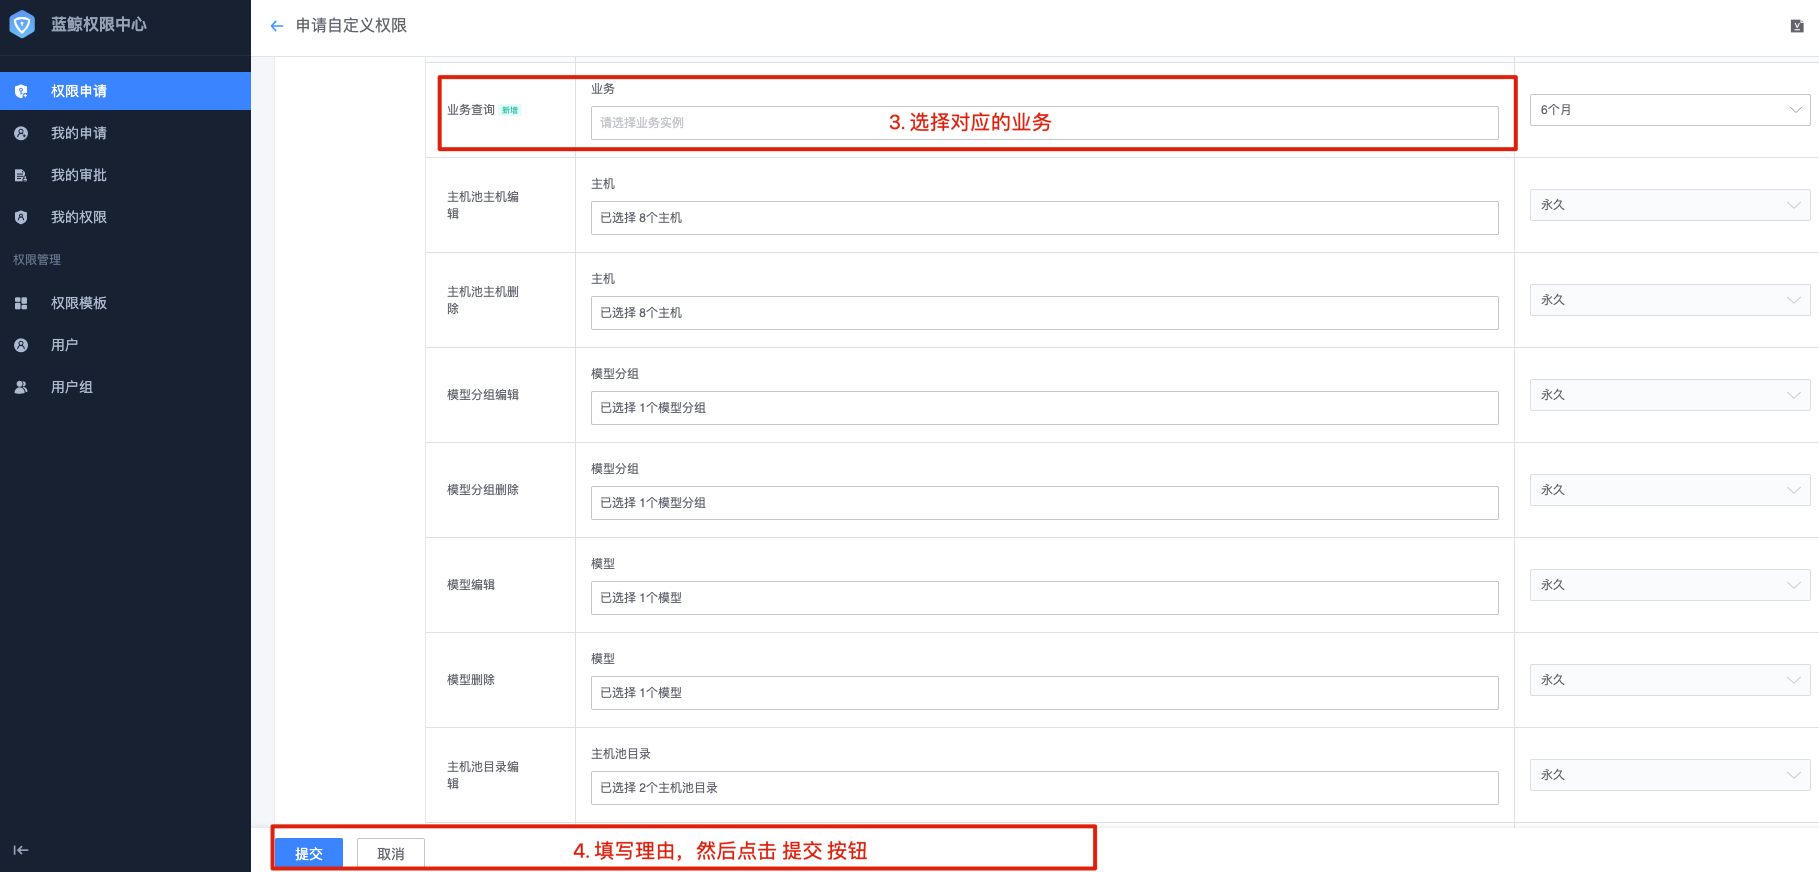 蓝鲸权限中心
申请自定义权限
权限申请
我的申请
我的审批
我的权限
权限管理
权限模板
用户
用户组
业务查询 新增
业务
请选择业务实例
3. 选择对应的业务
6个月
主机池主机编
辑
主机
已选择 8个主机
永久
主机池主机删
除
主机
已选择 8个主机
永久
模型分组编辑
模型分组
已选择 1个模型分组
永久
模型分组删除
模型分组
已选择 1个模型分组
永久
模型编辑
模型
已选择 1个模型
永久
模型删除
模型
已选择 1个模型
永久
主机池目录编
辑
主机池目录
已选择 2个主机池目录
永久
提交
取消
4. 填写理由，然后点击 提交 按钮